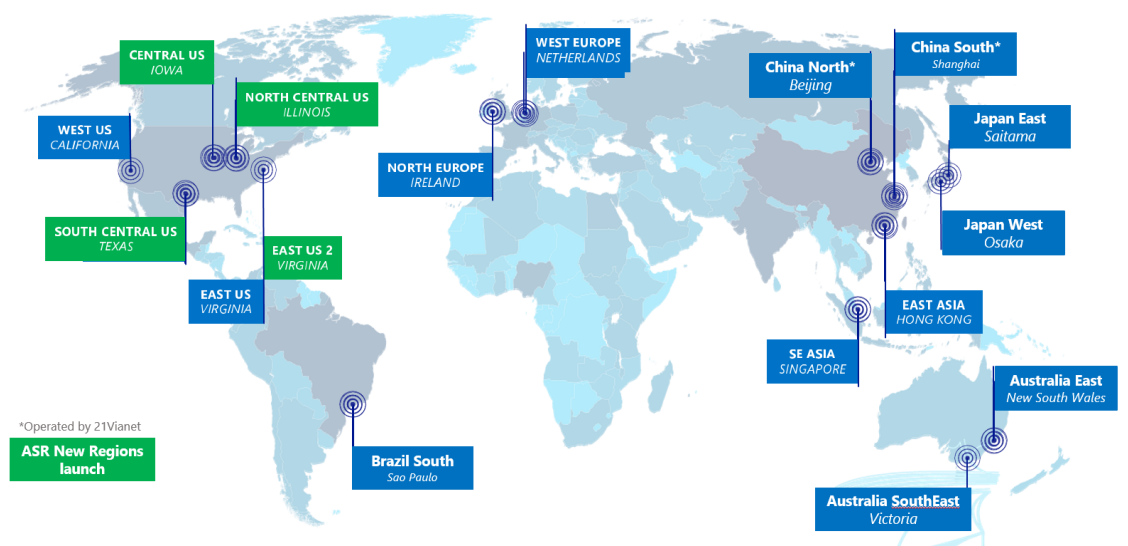 CENTRAL US
IOWA
NORTH CENTRAL US
ILLINOIS
WEST US
CALIFORNIA
SOUTH CENTRAL US
TEXAS
EAST US 2
VIRGINIA
EAST US
VIRGINIA
WEST EUROPE
NETHERLANDS
NORTH EUROPE
IRELAND
China North*
Beijing
China South*
Shanghai
Japan East
Saitama
Japan West
Osaka
EAST ASIA
HONG KONG
SE ASIA
SINGAPORE
Australia East
New South Wales
Australia SouthEast
Victoria
Brazil South
Sao Paulo
*Operated by 21Vianet
ASR New Regions
launch